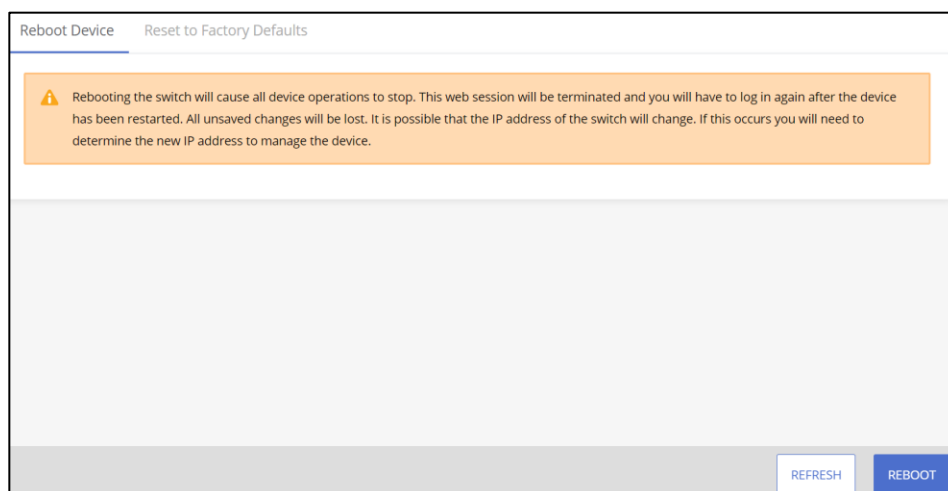 Reboot Device Reset to Factory Defaults
Rebooting the switch will cause all device operations to stop. This web session will be terminated and you will have to log in again after the device
has been restarted. All unsaved changes will be lost. It is possible that the IP address of the switch will change. If this occurs you will need to
determine the new IP address to manage the device.
REFRESH REBOOT